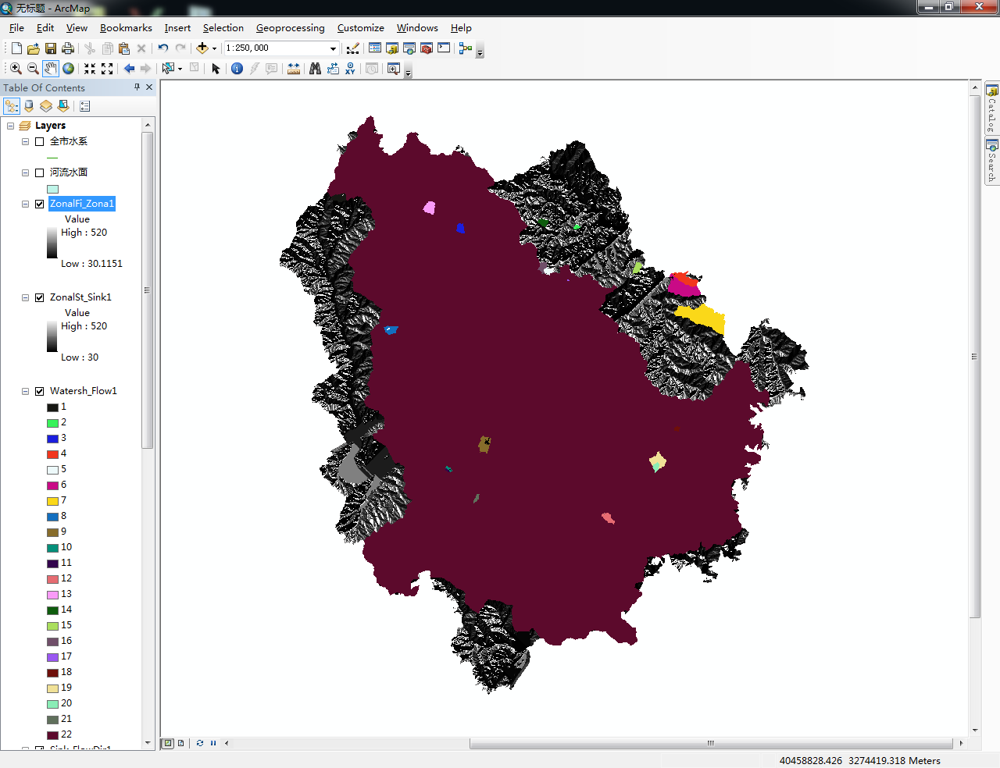 无标题 - ArcMap
File Edit View Bookmarks Insert Selection Geoprocessing Customize Windows Help
1:250,000
Table Of Contents
Layers
全市水系
河流水面
ZonalFi_Zona1
Value
High : 520
Low : 30.1151
ZonalSt_Sink1
Value
High : 520
Low : 30
Watersh_Flow1
1
2
3
4
5
6
7
8
9
10
11
12
13
14
15
16
17
18
19
20
21
22
Sink_FlowDir1
Catalog
Search
XY
40458828.426 3274419.318 Meters